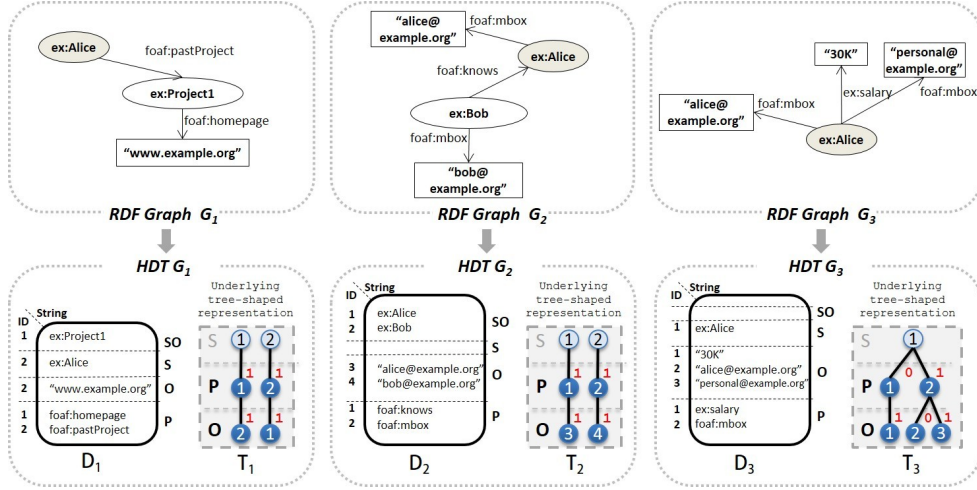 ex:Alice
foaf:pastProject
ex:Project1
foaf:homepage
"www.example.org"
RDF Graph G1
"alice@
example.org"
foaf:mbox
ex:Alice
foaf:knows
ex:Bob
foaf:mbox
"bob@
example.org"
RDF Graph G2
"30K"
"personal@
example.org"
ex:salary
foaf:mbox
"alice@
example.org"
foaf:mbox
ex:Alice
RDF Graph G3
HDT G1
ID String
1 ex:Project1 SO
2 ex:Alice S
2 "www.example.org" O
1 foaf:homepage P
2 foaf:pastProject
D1
Underlying
tree-shaped
representation
S 1 2
1 1
P 1 2
1 1
O 2 1
T1
HDT G2
ID String
1 ex:Alice SO
2 ex:Bob
S
3 "alice@example.org" O
4 "bob@example.org"
1 foaf:knows P
2 foaf:mbox
D2
Underlying
tree-shaped
representation
S 1 2
1 1
P 1 2
1 1
O 3 4
T2
HDT G3
ID String
SO
1 ex:Alice S
1 "30K"
2 "alice@example.org" O
3 "personal@example.org"
1 ex:salary P
2 foaf:mbox
D3
Underlying
tree-shaped
representation
S 1
0 1
P 1 2
1 0 1
O 1 2 3
T3